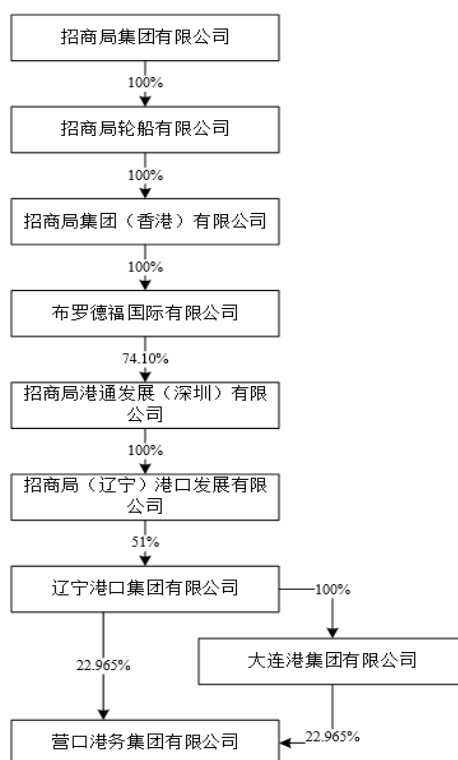 招商局集团有限公司
100%
招商局轮船有限公司
100%
招商局集团（香港）有限公司
100%
布罗德福国际有限公司
74.10%
招商局港通发展（深圳）有限
公司
100%
招商局（辽宁）港口发展有限
公司
51%
辽宁港口集团有限公司
100%
大连港集团有限公司
22.965%
22.965%
营口港务集团有限公司